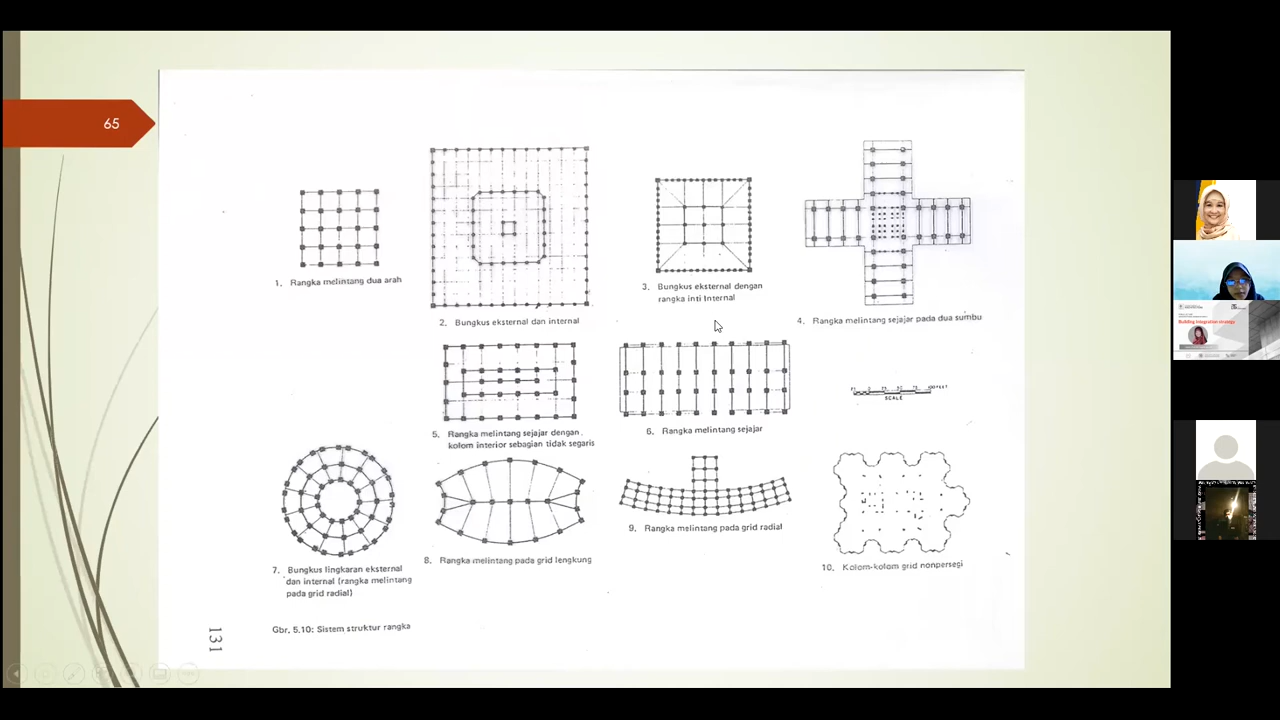 65
1. Rangka melintang dua arah
2. Bungkus eksternal dan internal
3. Bungkus eksternal dengan
rangka inti Internal
4. Rangka melintang sejajar pada dua sumbu
5. Rangka melintang sejajar dengan
kolom interior sebagian tidak segaris
6. Rangka melintang sejajar
SCALE
7. Bungkus lingkaran eksternal
dan internal (rangka melintang
pada grid radial)
8. Rangka melintang pada grid lengkung
9. Rangka melintang pada grid radial
10. Kolom-kolom grid nonpersegi
Gbr. 5.10: Sistem struktur rangka
131
Building integration strategy